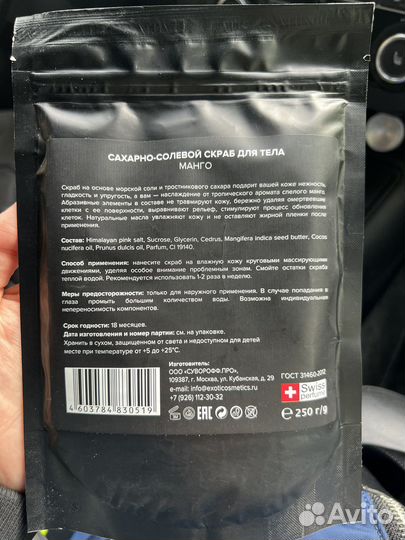 САХАРНО-СОЛЕВОЙ СКРАБ ДЛЯ ТЕЛА
МАНГО
Скраб на основе морской соли и тростникового сахара подарит вашей коже нежность,
гладкость и упругость, а вам — наслаждение от тропического аромата спелого манго.
Абразивные элементы в составе не травмируют кожу, бережно удаляя омертвевшие
клетки с ее поверхности, выравнивают рельеф, стимулируют процесс обновления
клеток. Натуральные масла увлажняют кожу и не оставляют жирной пленки после
применения.
Состав: Himalayan pink salt, Sucrose, Glycerin, Cedrus, Mangifera indica seed butter, Cocos
nucifera oil, Prunus dulcis oil, Parfum, CI 19140.
Способ применения: нанесите скраб на влажную кожу круговыми массирующими
движениями, уделяя особое внимание проблемным зонам. Смойте остатки скраба
теплой водой. Рекомендуется использовать 1-2 раза в неделю.
Меры предосторожности: только для наружного применения. В случае попадания в
глаза промыть большим количеством воды. Возможна индивидуальная
непереносимость компонентов.
Срок годности: 18 месяцев.
Дата изготовления и номер партии: см. на упаковке.
Хранить в сухом, защищенном от света и недоступном для детей
месте при температуре от +5 до +25°С.
Изготовитель:
ООО «СУВОРОФФ.ПРО»,
109387, г. Москва, ул. Кубанская, д. 29
e-mail: info@exoticosmetics.ru
+7 (926) 112-30-32
ГОСТ 31460-2012
Swiss
perfume
4603784830519
EAC
℮ 250 г/g
Avito